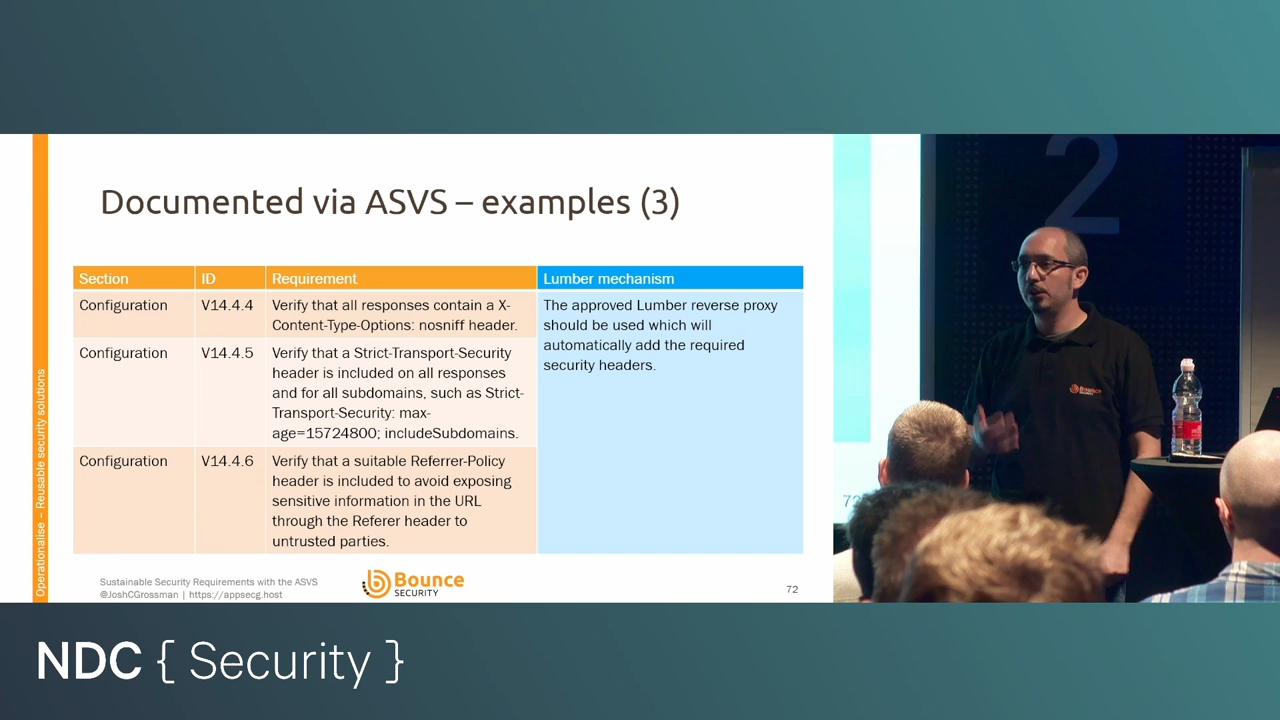 Documented via ASVS – examples (3)
Section ID Requirement Lumber mechanism
Configuration V14.4.4 Verify that all responses contain a X-
Content-Type-Options: nosniff header.
Configuration V14.4.5 Verify that a Strict-Transport-Security
header is included on all responses
and for all subdomains, such as Strict-
Transport-Security: max-
age=15724800; includeSubdomains.
Configuration V14.4.6 Verify that a suitable Referrer-Policy
header is included to avoid exposing
sensitive information in the URL
through the Referer header to
untrusted parties.
The approved Lumber reverse proxy
should be used which will
automatically add the required
security headers.
Operationalise – Reusable security solutions
Sustainable Security Requirements with the ASVS
@JoshCGrossman | https://appsecg.host
Bounce
SECURITY
72
2
Bounce
SECURITY
72
NDC { Security }